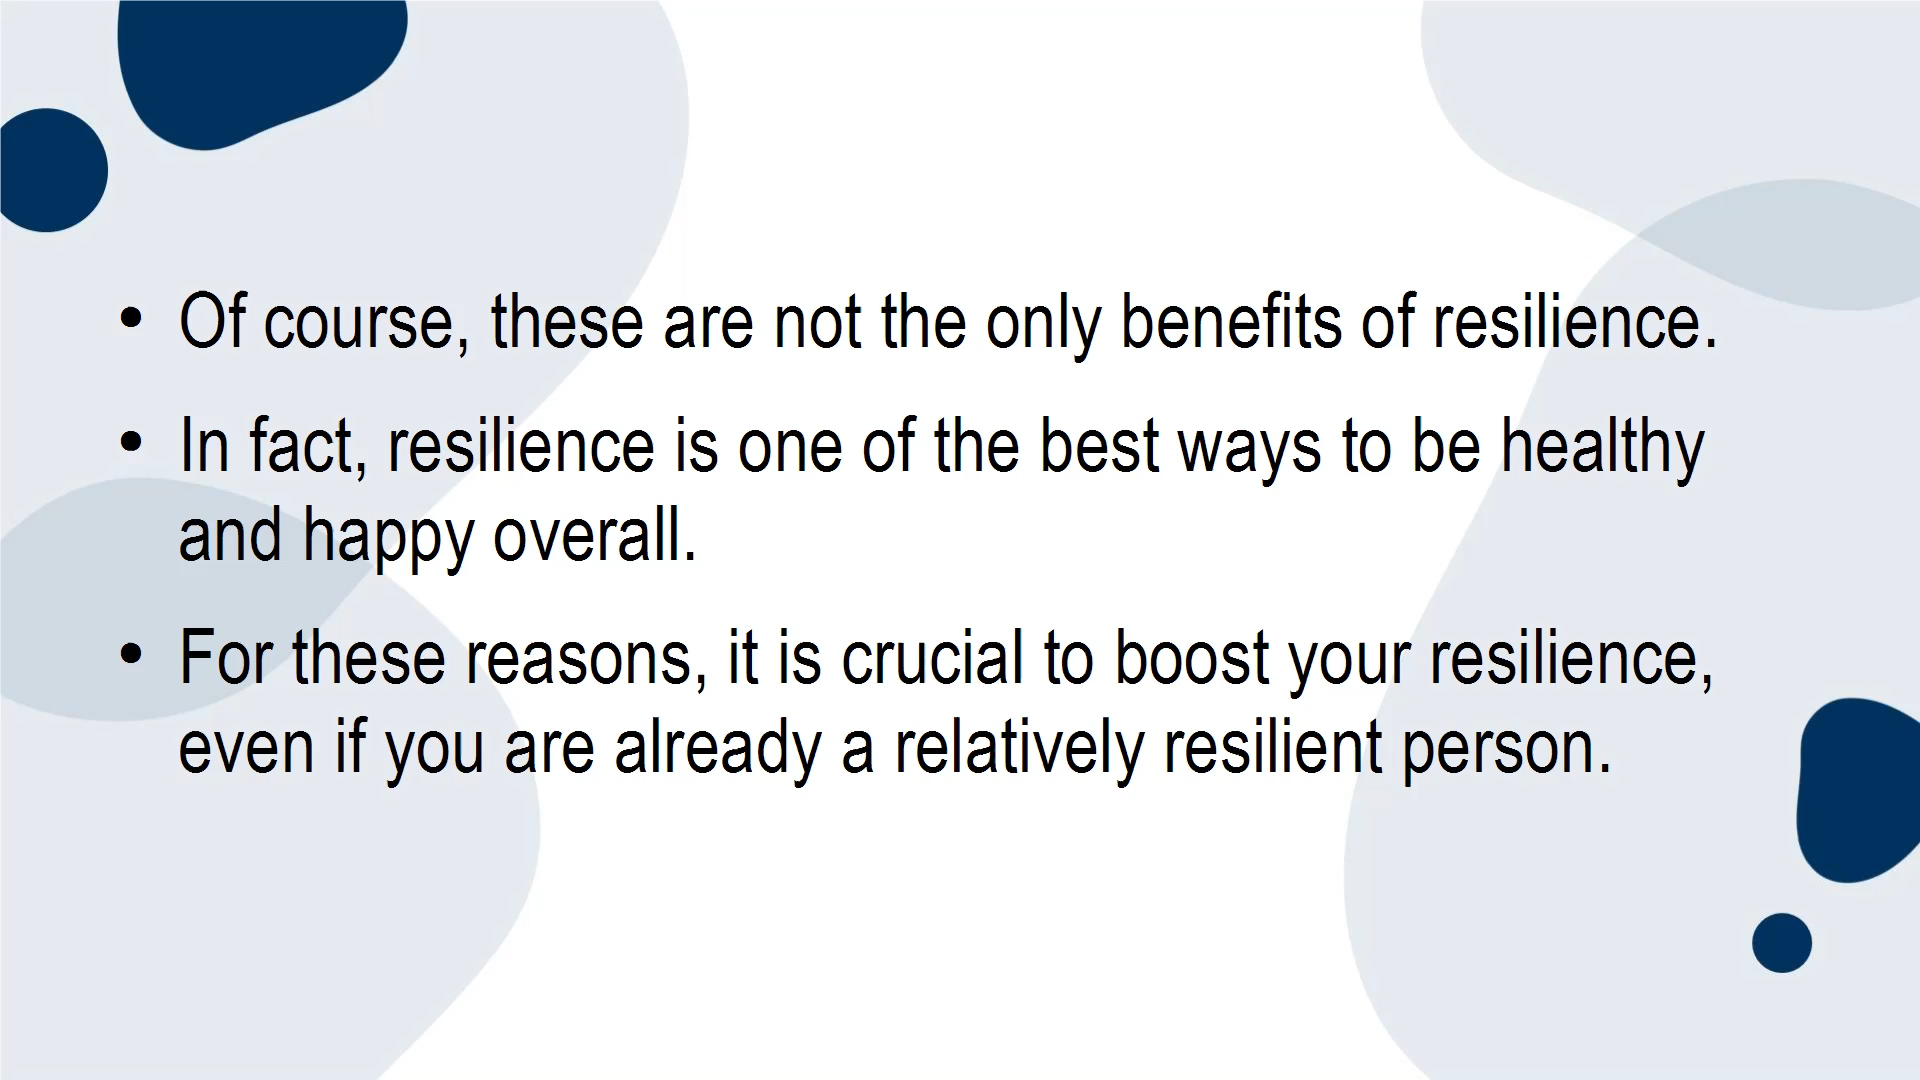 • Of course, these are not the only benefits of resilience.
• In fact, resilience is one of the best ways to be healthy
and happy overall.
• For these reasons, it is crucial to boost your resilience,
even if you are already a relatively resilient person.